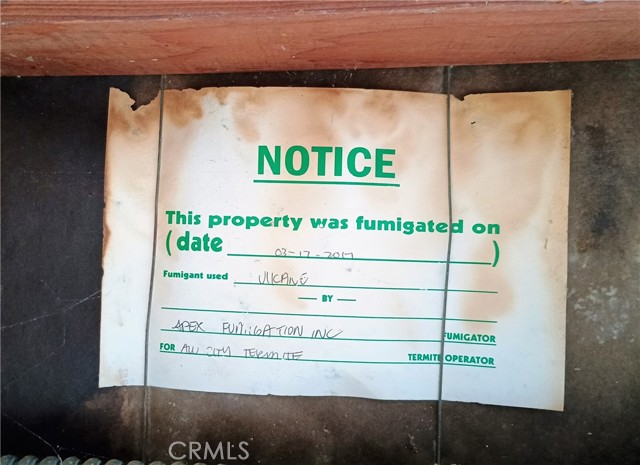 NOTICE
This property was fumigated on
(date 03-17-2017 )
Fumigant used VIKANE
BY
APEX FUMIGATION INC FUMIGATOR
FOR ALL CITY TERMITE TERMITE OPERATOR
CRMLS